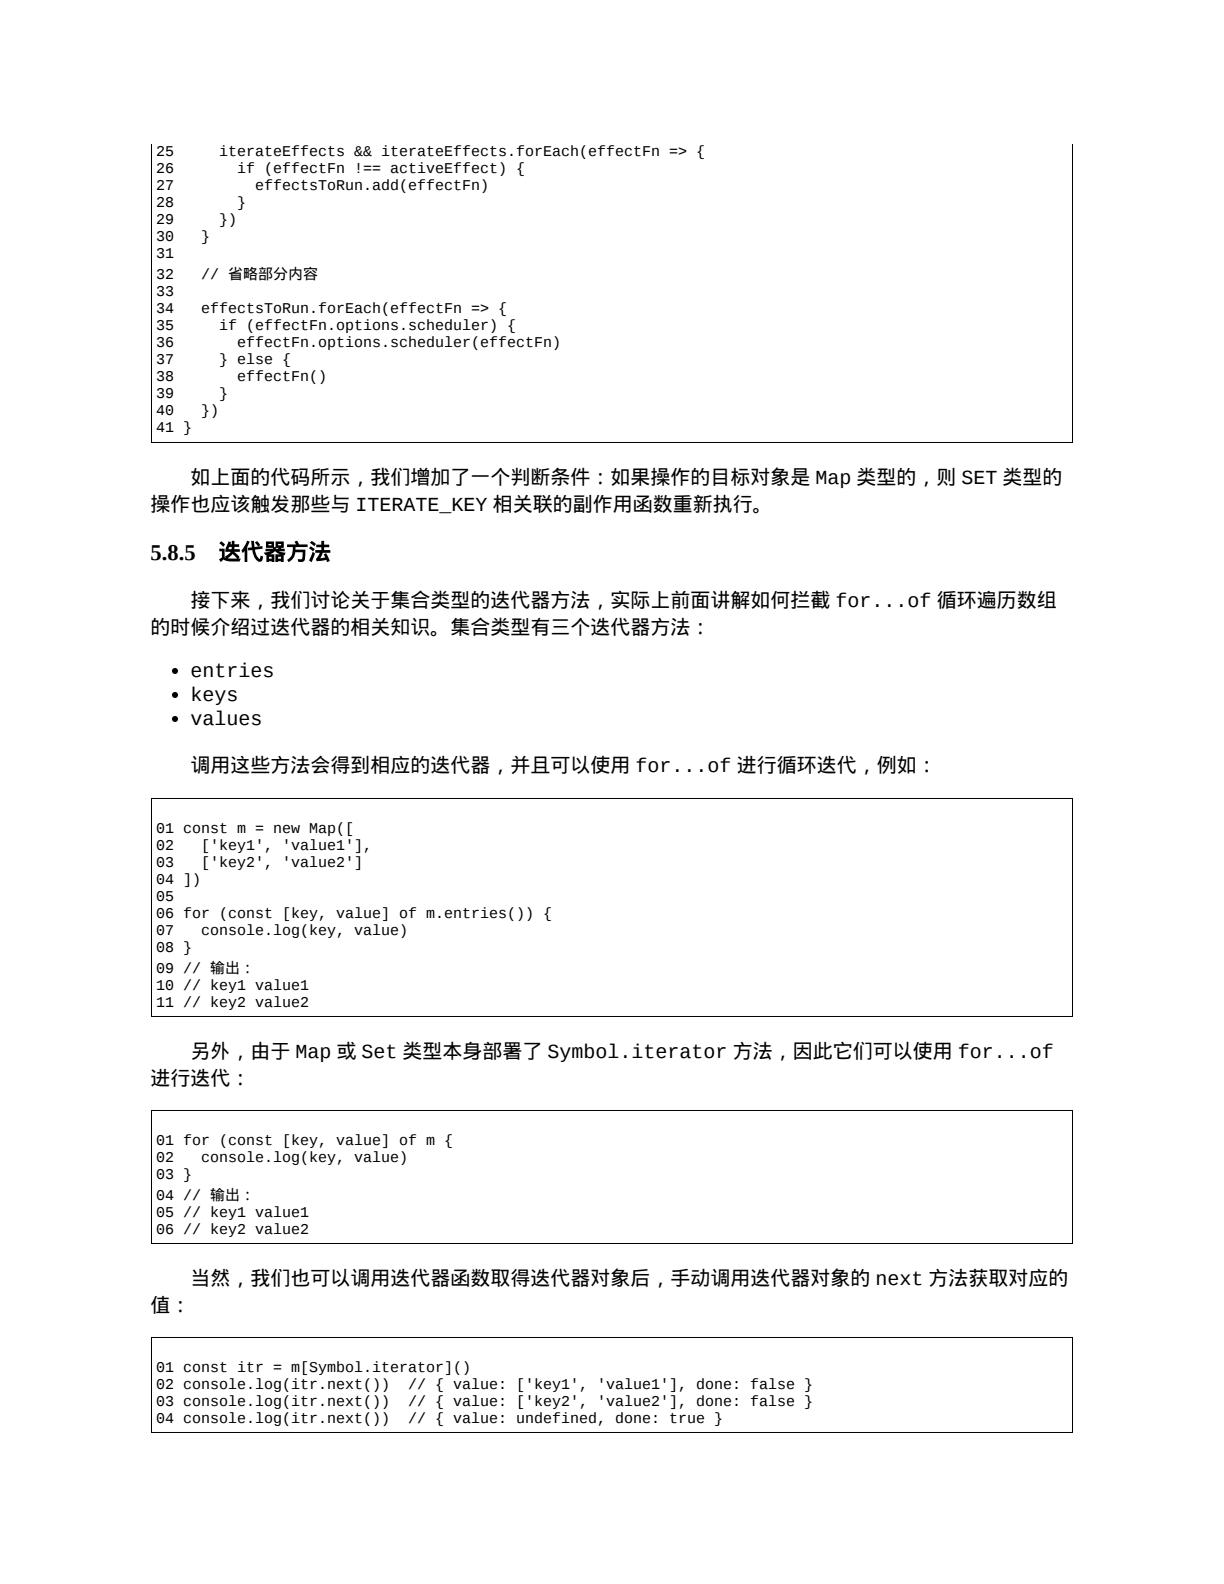 25     iterateEffects && iterateEffects.forEach(effectFn => {
26       if (effectFn !== activeEffect) {
27         effectsToRun.add(effectFn)
28       }
29     })
30   }
31
32   // 省略部分内容
33
34   effectsToRun.forEach(effectFn => {
35     if (effectFn.options.scheduler) {
36       effectFn.options.scheduler(effectFn)
37     } else {
38       effectFn()
39     }
40   })
41 }
如上面的代码所示，我们增加了一个判断条件：如果操作的目标对象是 Map 类型的，则 SET 类型的
操作也应该触发那些与 ITERATE_KEY 相关联的副作用函数重新执行。
5.8.5 迭代器方法
接下来，我们讨论关于集合类型的迭代器方法，实际上前面讲解如何拦截 for...of 循环遍历数组
的时候介绍过迭代器的相关知识。集合类型有三个迭代器方法：
• entries
• keys
• values
调用这些方法会得到相应的迭代器，并且可以使用 for...of 进行循环迭代，例如：
01 const m = new Map([
02   ['key1', 'value1'],
03   ['key2', 'value2']
04 ])
05
06 for (const [key, value] of m.entries()) {
07   console.log(key, value)
08 }
09 // 输出：
10 // key1 value1
11 // key2 value2
另外，由于 Map 或 Set 类型本身部署了 Symbol.iterator 方法，因此它们可以使用 for...of
进行迭代：
01 for (const [key, value] of m {
02   console.log(key, value)
03 }
04 // 输出：
05 // key1 value1
06 // key2 value2
当然，我们也可以调用迭代器函数取得迭代器对象后，手动调用迭代器对象的 next 方法获取对应的
值：
01 const itr = m[Symbol.iterator]()
02 console.log(itr.next())  // { value: ['key1', 'value1'], done: false }
03 console.log(itr.next())  // { value: ['key2', 'value2'], done: false }
04 console.log(itr.next())  // { value: undefined, done: true }